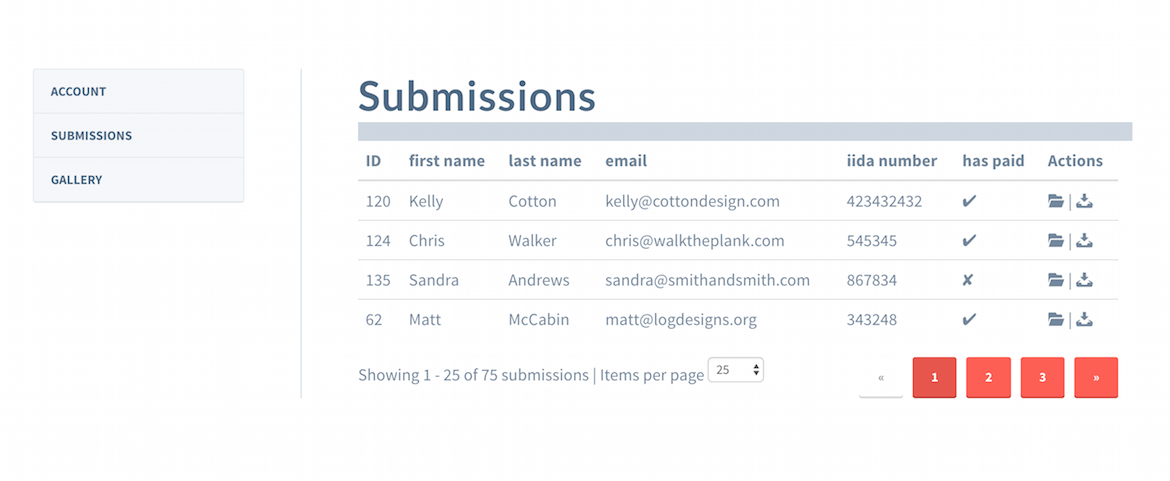 ACCOUNT
SUBMISSIONS
GALLERY
Submissions
ID first name last name email iida number has paid Actions
120 Kelly Cotton kelly@cottondesign.com 423432432 ✔ |
124 Chris Walker chris@walktheplank.com 545345 ✔ |
135 Sandra Andrews sandra@smithandsmith.com 867834 ✘ |
62 Matt McCabin matt@logdesigns.org 343248 ✔ |
Showing 1 - 25 of 75 submissions | Items per page 25 « 1 2 3 »